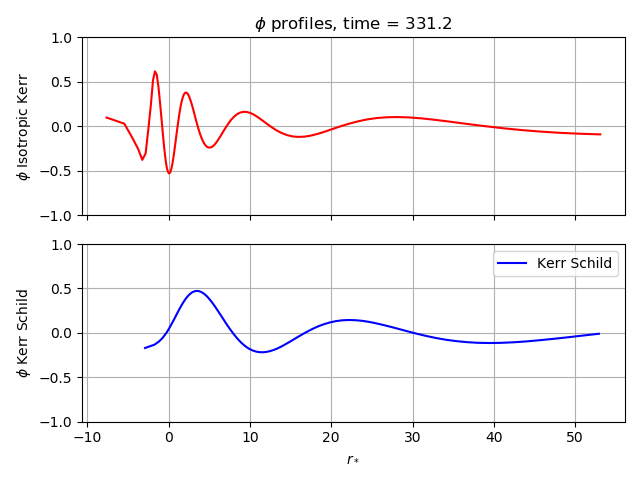 ϕ profiles, time = 331.2
1.0
0.5
0.0
−0.5
−1.0
ϕ Isotropic Kerr
1.0
0.5
0.0
−0.5
−1.0
ϕ Kerr Schild
Kerr Schild
−10 0 10 20 30 40 50
r*